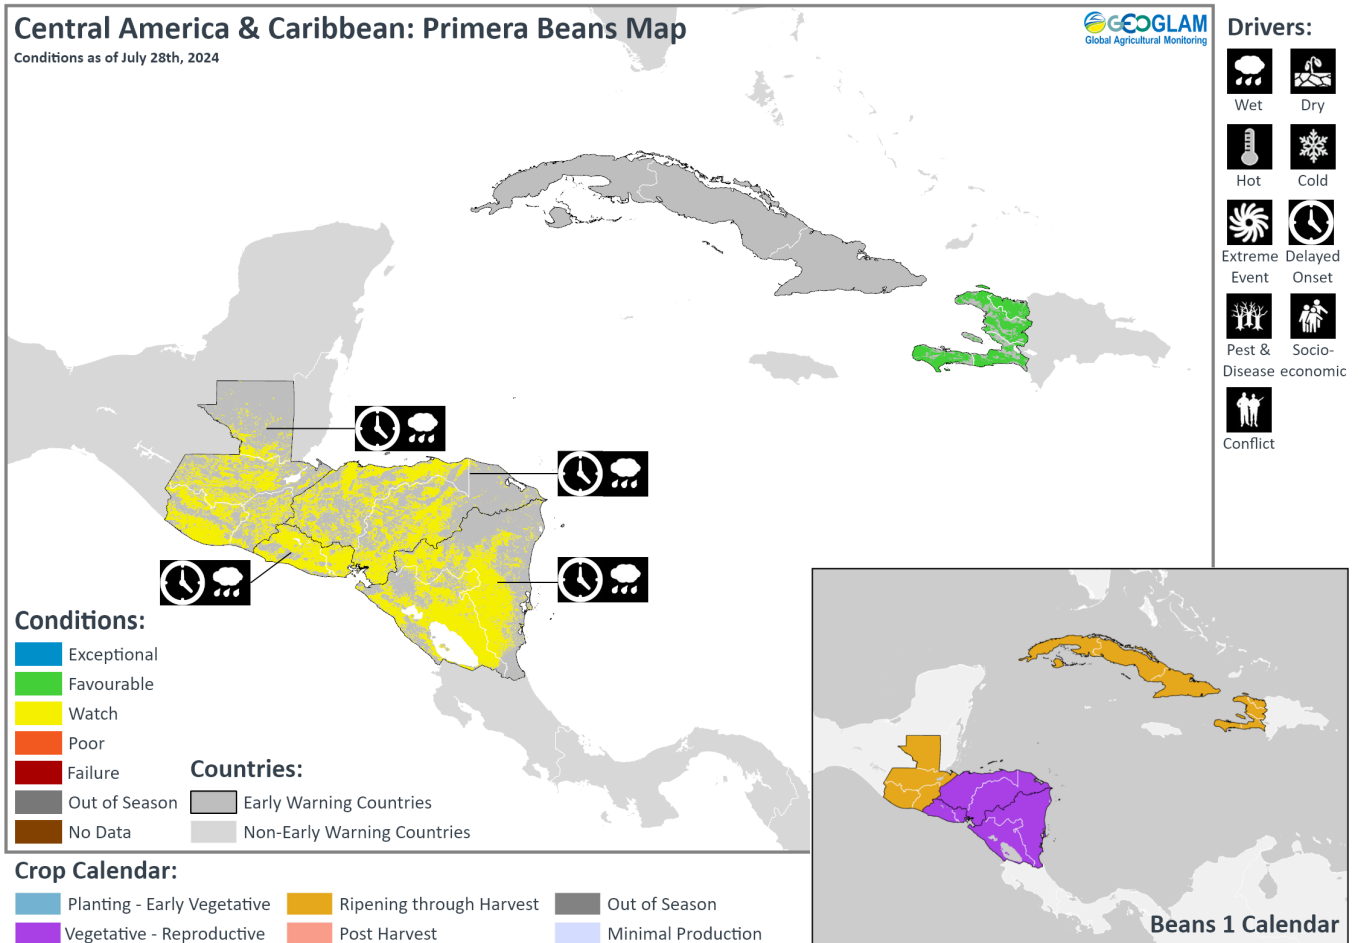 Central America & Caribbean: Primera Beans Map
Conditions as of July 28th, 2024
GEOGLAM
Global Agricultural Monitoring
Drivers:
Wet
Dry
Hot
Cold
Extreme Event
Delayed Onset
Pest & Disease
Socio-economic
Conflict
Conditions:
Exceptional
Favourable
Watch
Poor
Failure
Out of Season
No Data
Countries:
Early Warning Countries
Non-Early Warning Countries
Crop Calendar:
Planting - Early Vegetative
Ripening through Harvest
Out of Season
Vegetative - Reproductive
Post Harvest
Minimal Production
Beans 1 Calendar